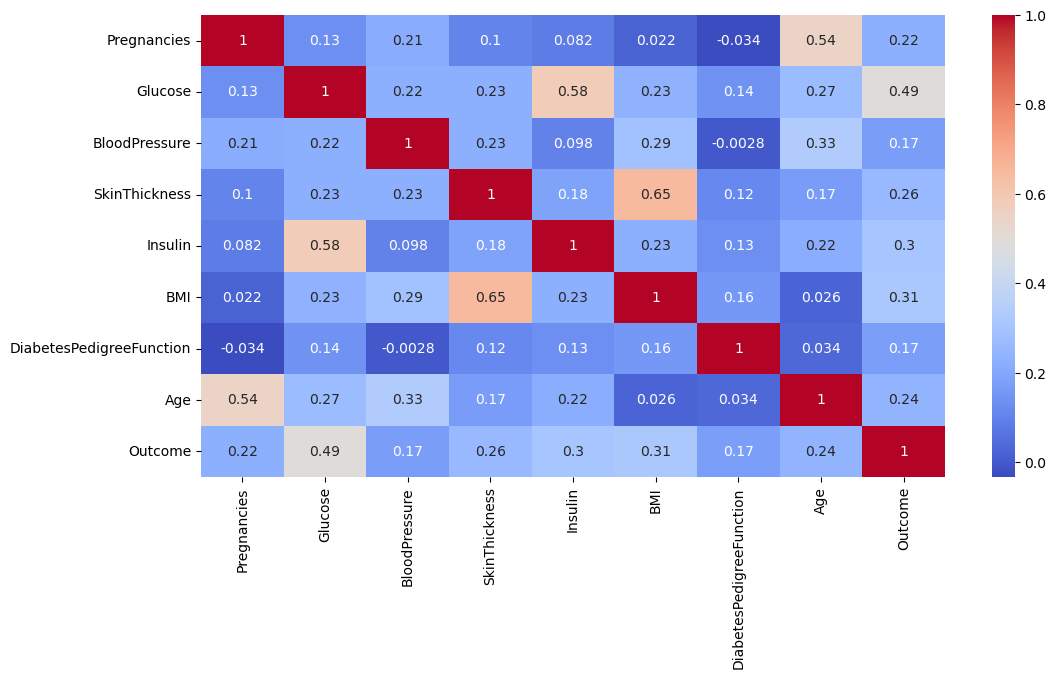 Pregnancies 1 0.13 0.21 0.1 0.082 0.022 -0.034 0.54 0.22
Glucose 0.13 1 0.22 0.23 0.58 0.23 0.14 0.27 0.49
BloodPressure 0.21 0.22 1 0.23 0.098 0.29 -0.0028 0.33 0.17
SkinThickness 0.1 0.23 0.23 1 0.18 0.65 0.12 0.17 0.26
Insulin 0.082 0.58 0.098 0.18 1 0.23 0.13 0.22 0.3
BMI 0.022 0.23 0.29 0.65 0.23 1 0.16 0.026 0.31
DiabetesPedigreeFunction -0.034 0.14 -0.0028 0.12 0.13 0.16 1 0.034 0.17
Age 0.54 0.27 0.33 0.17 0.22 0.026 0.034 1 0.24
Outcome 0.22 0.49 0.17 0.26 0.3 0.31 0.17 0.24 1
Pregnancies
Glucose
BloodPressure
SkinThickness
Insulin
BMI
DiabetesPedigreeFunction
Age
Outcome
1.0
0.8
0.6
0.4
0.2
0.0